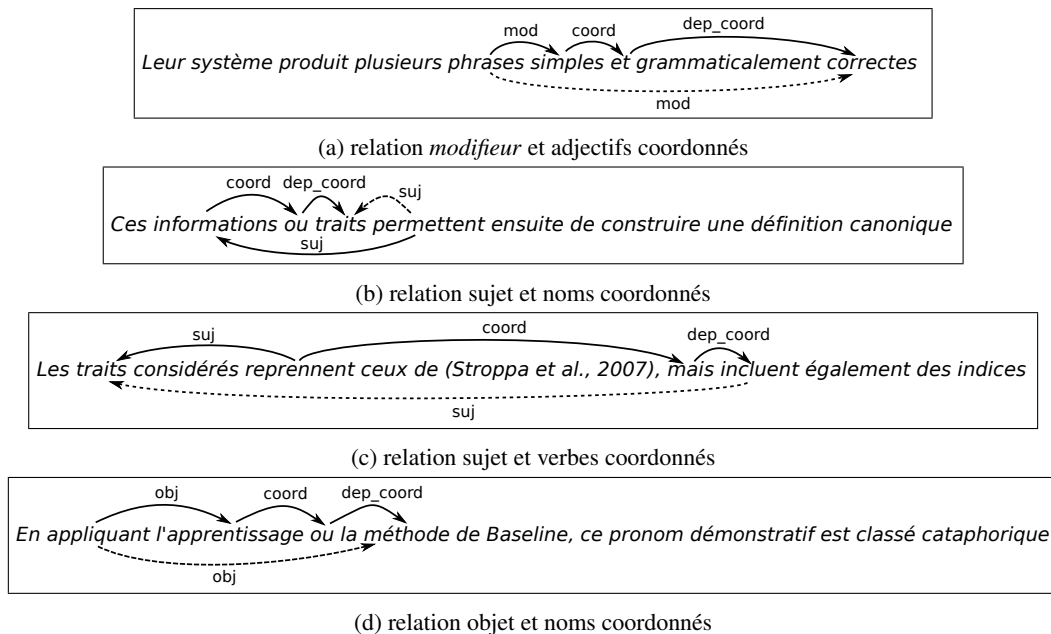 mod coord dep_coord
Leur système produit plusieurs phrases simples et grammaticalement correctes
mod
(a) relation modifieur et adjectifs coordonnés
coord dep_coord suj
Ces informations ou traits permettent ensuite de construire une définition canonique
suj
(b) relation sujet et noms coordonnés
suj coord dep_coord
Les traits considérés reprennent ceux de (Stroppa et al., 2007), mais incluent également des indices
suj
(c) relation sujet et verbes coordonnés
obj coord dep_coord
En appliquant l'apprentissage ou la méthode de Baseline, ce pronom démonstratif est classé cataphorique
obj
(d) relation objet et noms coordonnés